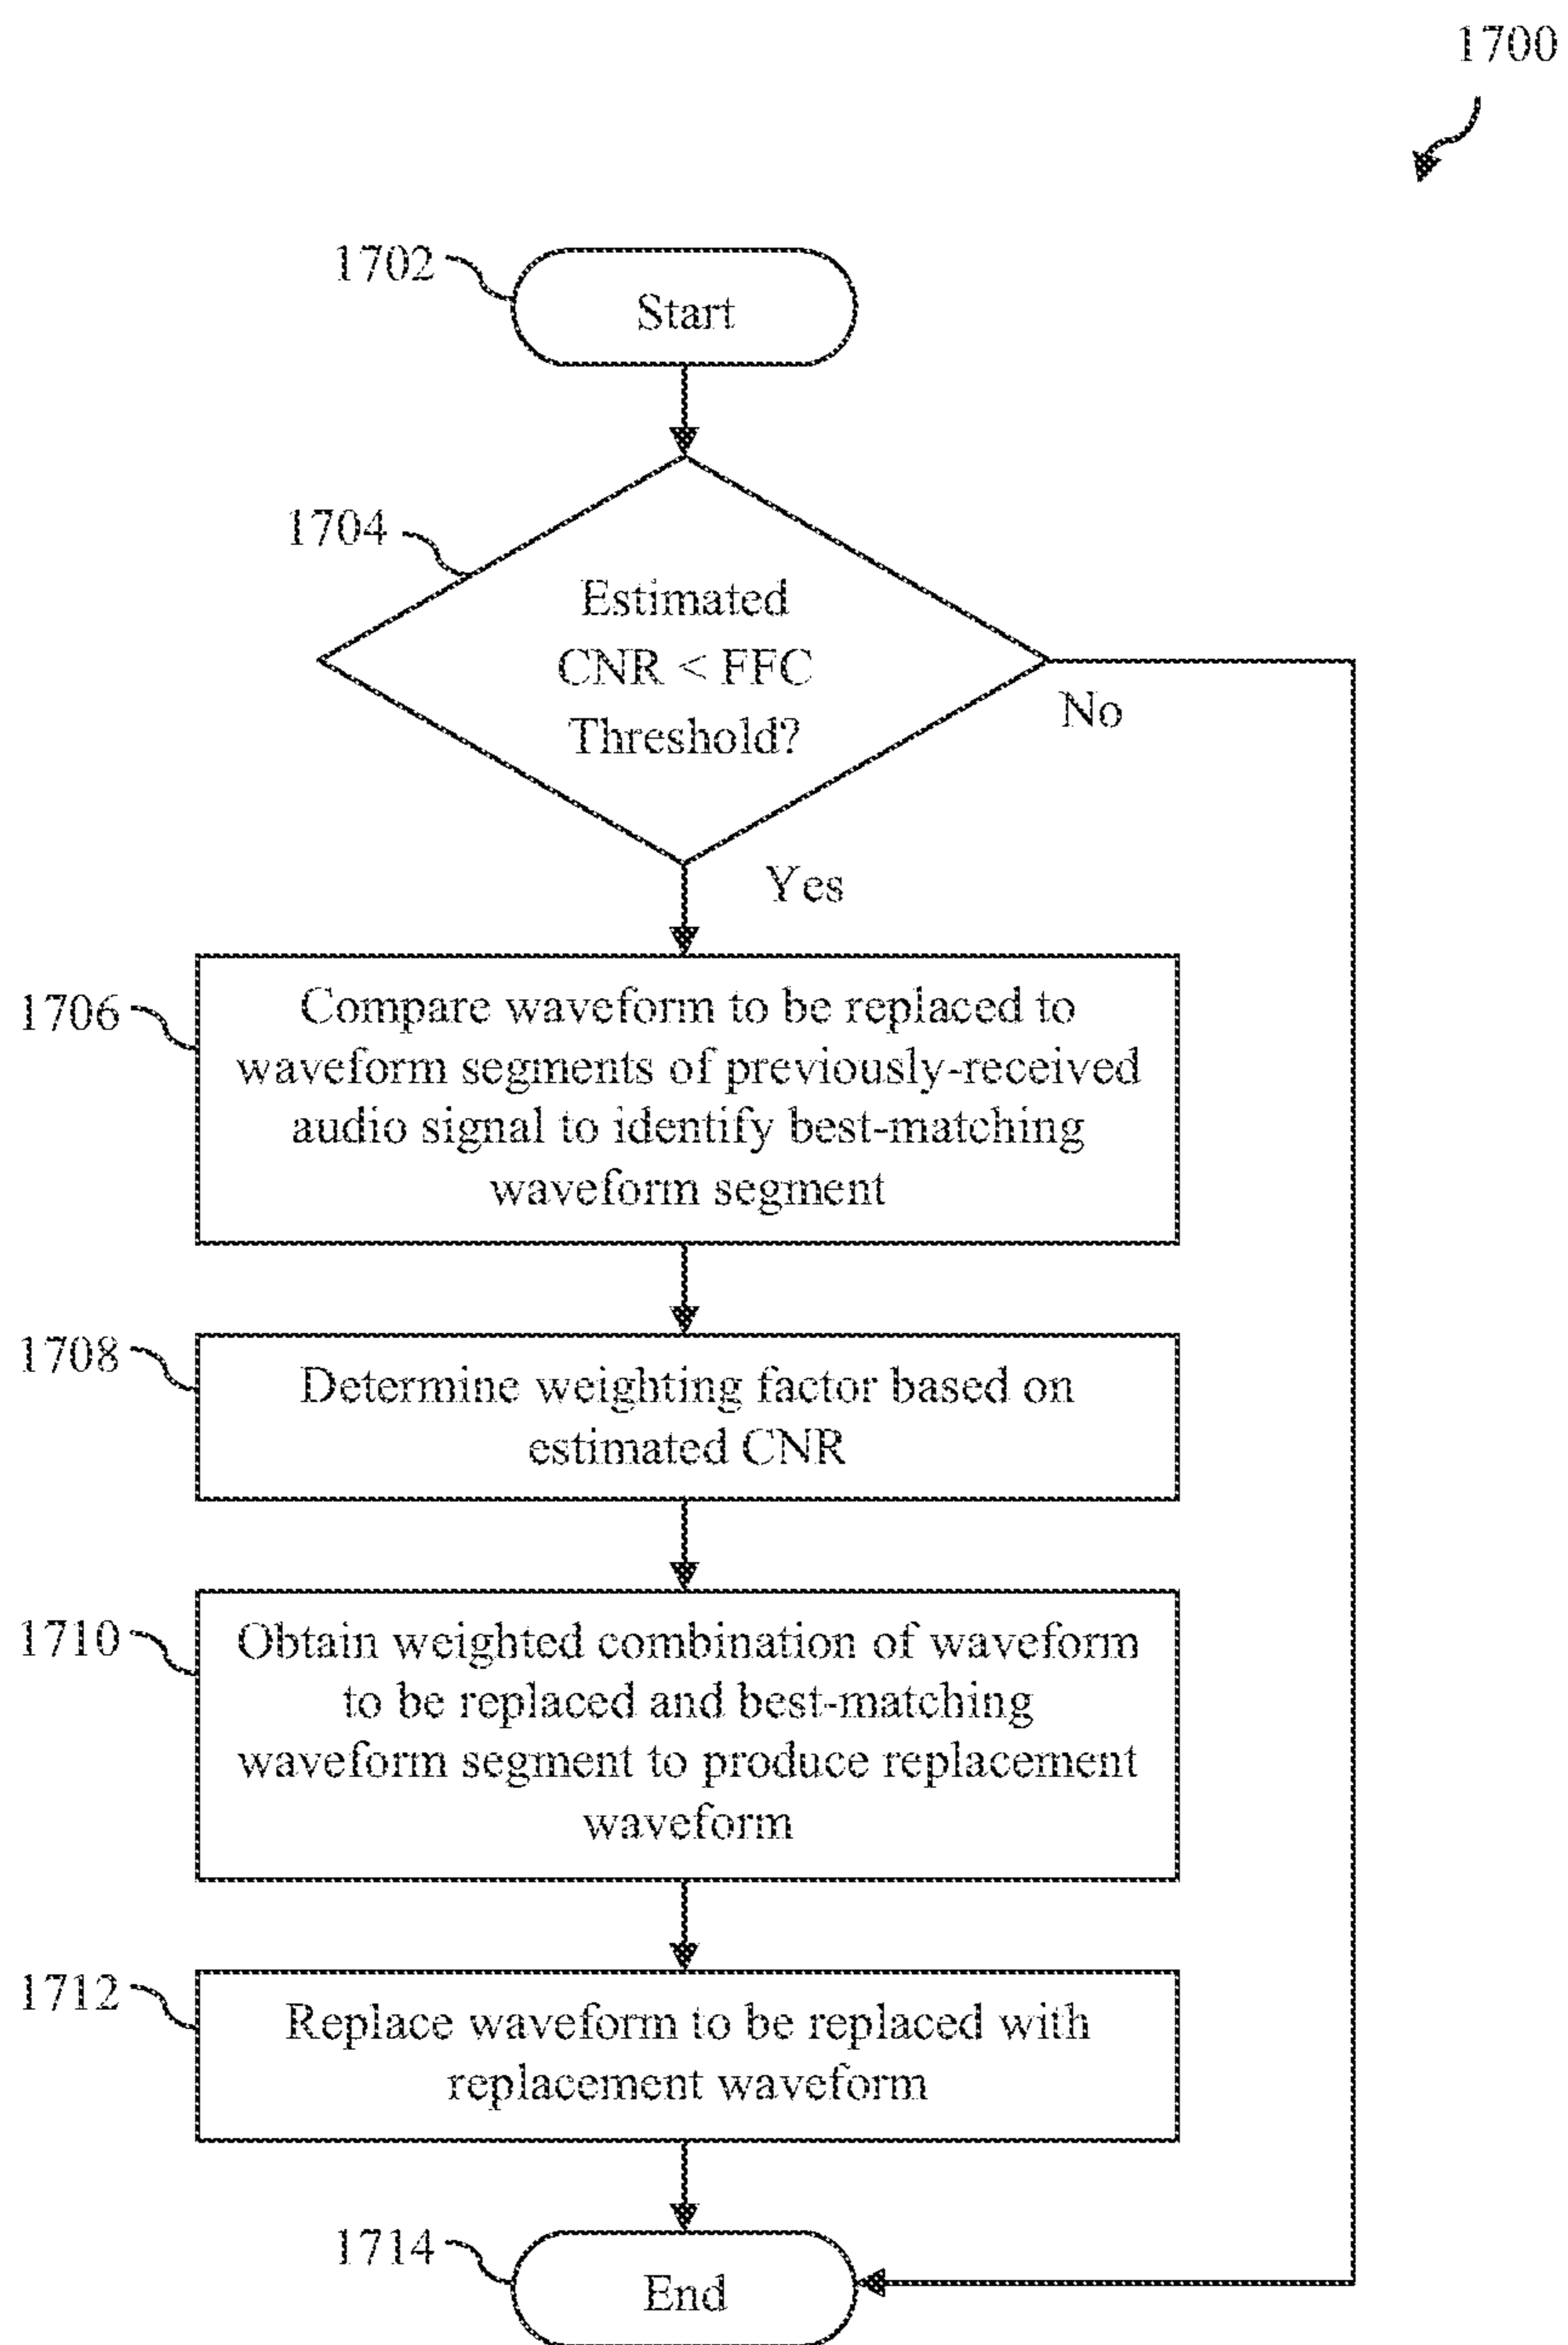 1700
1702
Start
1704
Estimated
CNR < FFC
Threshold?
No
Yes
1706
Compare waveform to be replaced to
waveform segments of previously-received
audio signal to identify best-matching
waveform segment
1708
Determine weighting factor based on
estimated CNR
1710
Obtain weighted combination of waveform
to be replaced and best-matching
waveform segment to produce replacement
waveform
1712
Replace waveform to be replaced with
replacement waveform
1714
End